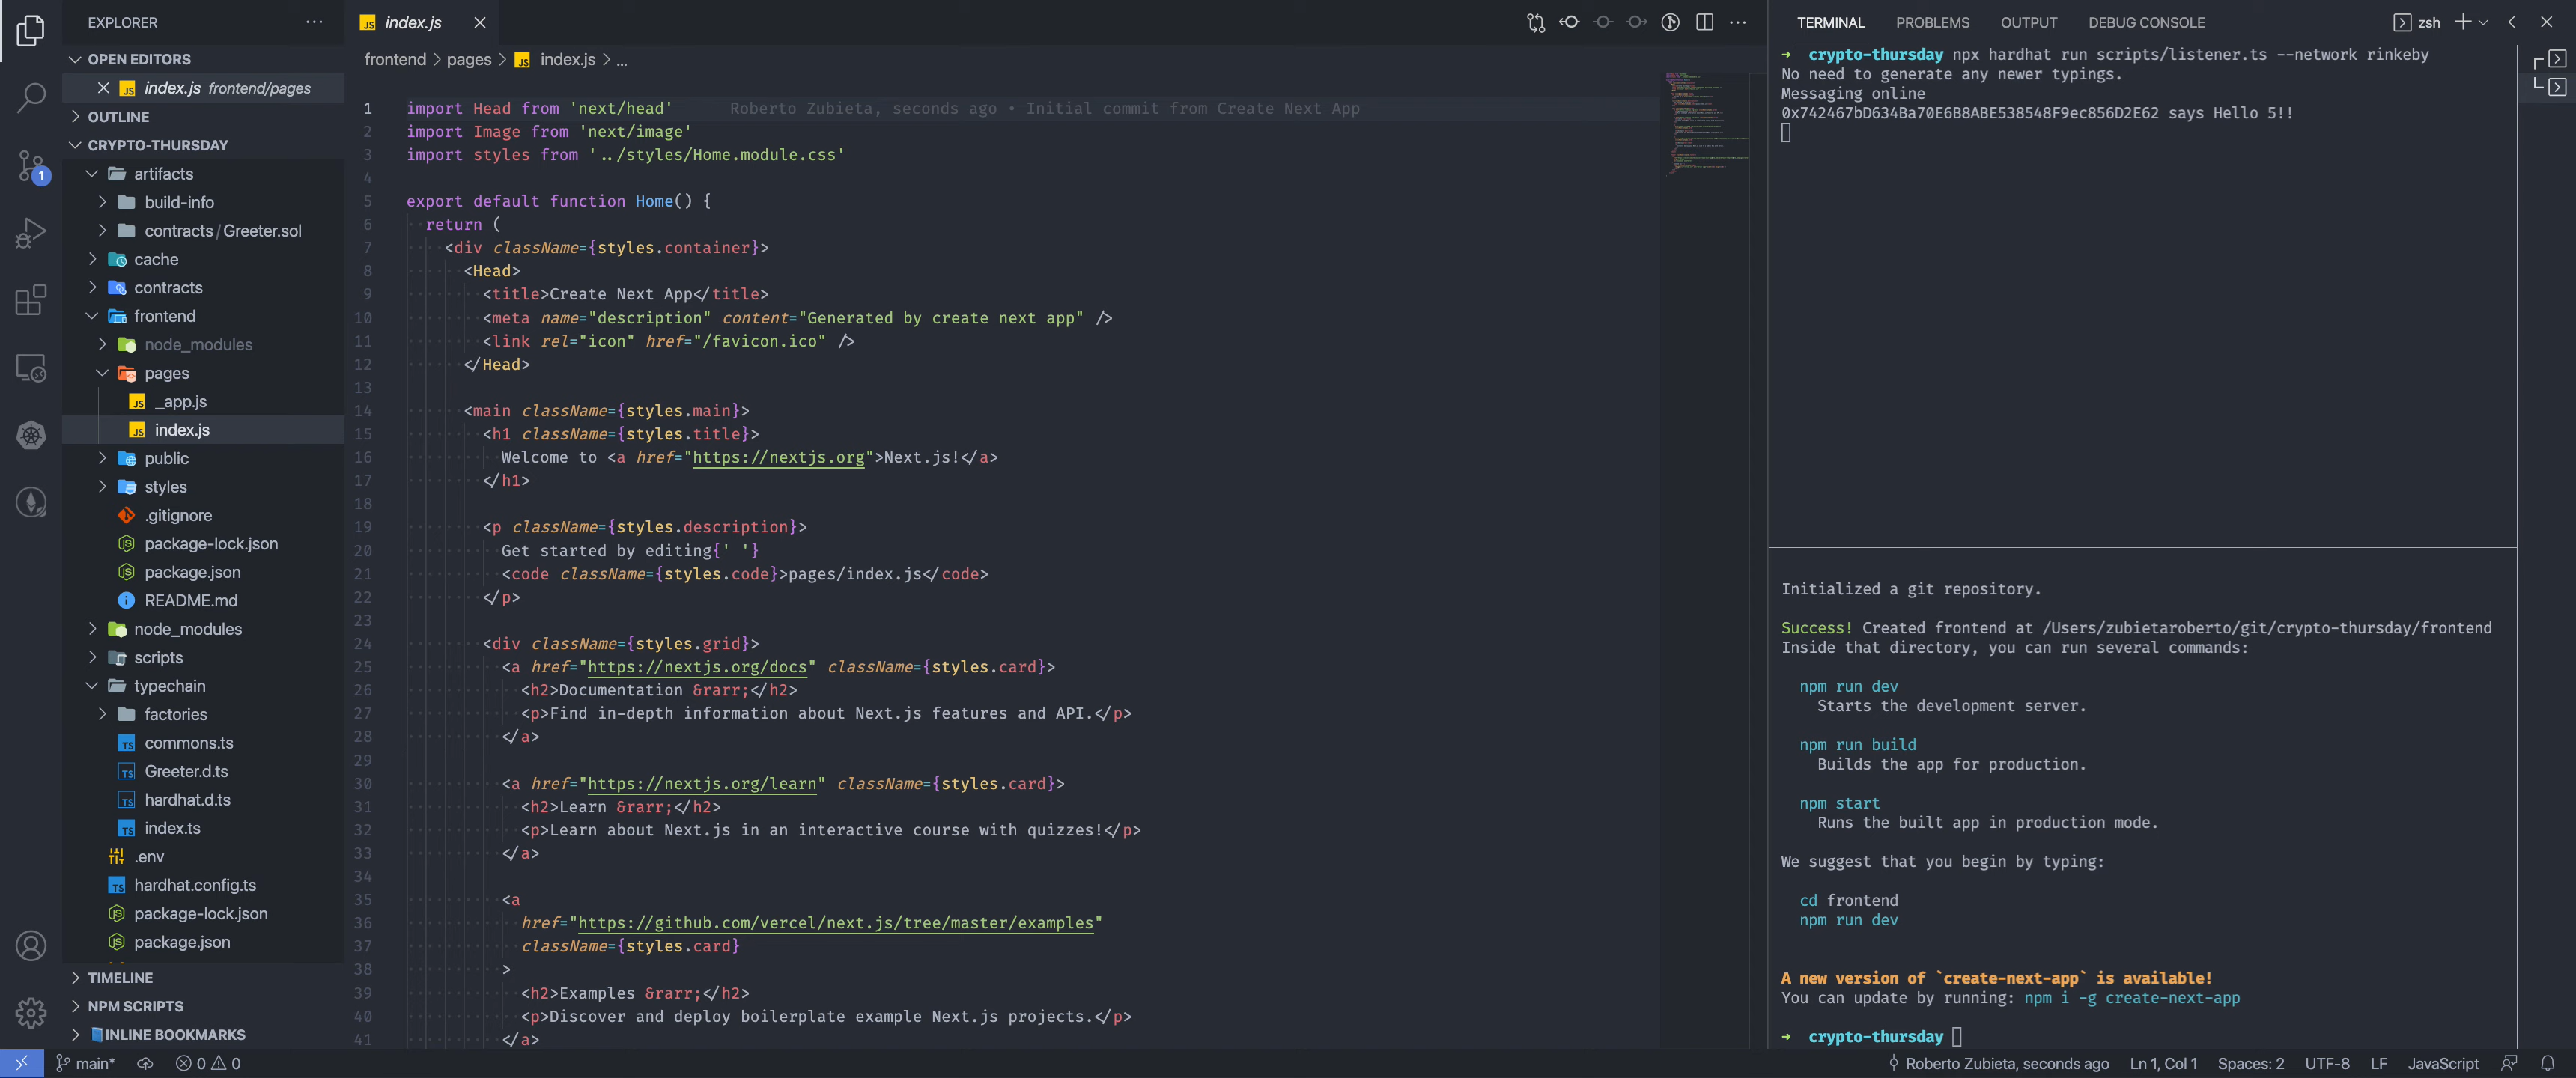 EXPLORER
OPEN EDITORS
index.js frontend/pages
OUTLINE
CRYPTO-THURSDAY
artifacts
build-info
contracts / Greeter.sol
cache
contracts
frontend
node_modules
pages
JS _app.js
JS index.js
public
styles
.gitignore
package-lock.json
package.json
README.md
node_modules
scripts
typechain
factories
TS commons.ts
TS Greeter.d.ts
TS hardhat.d.ts
TS index.ts
.env
TS hardhat.config.ts
package-lock.json
package.json
TIMELINE
NPM SCRIPTS
INLINE BOOKMARKS
1
JS index.js
frontend > pages > JS index.js > ...
1 import Head from 'next/head' Roberto Zubieta, seconds ago • Initial commit from Create Next App
2 import Image from 'next/image'
3 import styles from '../styles/Home.module.css'
4
5 export default function Home() {
6 return (
7 <div className={styles.container}>
8 <Head>
9 <title>Create Next App</title>
10 <meta name="description" content="Generated by create next app" />
11 <link rel="icon" href="/favicon.ico" />
12 </Head>
13
14 <main className={styles.main}>
15 <h1 className={styles.title}>
16 Welcome to <a href="https://nextjs.org">Next.js!</a>
17 </h1>
18
19 <p className={styles.description}>
20 Get started by editing{' '}
21 <code className={styles.code}>pages/index.js</code>
22 </p>
23
24 <div className={styles.grid}>
25 <a href="https://nextjs.org/docs" className={styles.card}>
26 <h2>Documentation &rarr;</h2>
27 <p>Find in-depth information about Next.js features and API.</p>
28 </a>
29
30 <a href="https://nextjs.org/learn" className={styles.card}>
31 <h2>Learn &rarr;</h2>
32 <p>Learn about Next.js in an interactive course with quizzes!</p>
33 </a>
34
35 <a
36 href="https://github.com/vercel/next.js/tree/master/examples"
37 className={styles.card}
38 >
39 <h2>Examples &rarr;</h2>
40 <p>Discover and deploy boilerplate example Next.js projects.</p>
41 </a>
TERMINAL PROBLEMS OUTPUT DEBUG CONSOLE zsh
→ crypto-thursday npx hardhat run scripts/listener.ts --network rinkeby
No need to generate any newer typings.
Messaging online
0x742467bD634Ba70E6B8ABE538548F9ec856D2E62 says Hello 5!!
Initialized a git repository.
Success! Created frontend at /Users/zubietaroberto/git/crypto-thursday/frontend
Inside that directory, you can run several commands:
npm run dev
Starts the development server.
npm run build
Builds the app for production.
npm start
Runs the built app in production mode.
We suggest that you begin by typing:
cd frontend
npm run dev
A new version of `create-next-app` is available!
You can update by running: npm i -g create-next-app
→ crypto-thursday
main* 0 0 Roberto Zubieta, seconds ago Ln 1, Col 1 Spaces: 2 UTF-8 LF JavaScript